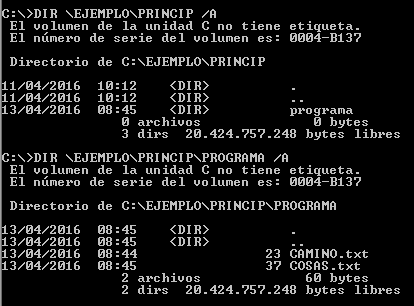 C:\>DIR \EJEMPLO\PRINCIP /A
 El volumen de la unidad C no tiene etiqueta.
 El número de serie del volumen es: 0004-B137

 Directorio de C:\EJEMPLO\PRINCIP

11/04/2016  10:12    <DIR>          .
11/04/2016  10:12    <DIR>          ..
13/04/2016  08:45    <DIR>          programa
               0 archivos              0 bytes
               3 dirs  20.424.757.248 bytes libres

C:\>DIR \EJEMPLO\PRINCIP\PROGRAMA /A
 El volumen de la unidad C no tiene etiqueta.
 El número de serie del volumen es: 0004-B137

 Directorio de C:\EJEMPLO\PRINCIP\PROGRAMA

13/04/2016  08:45    <DIR>          .
13/04/2016  08:45    <DIR>          ..
13/04/2016  08:44                23 CAMINO.txt
13/04/2016  08:45                37 COSAS.txt
               2 archivos             60 bytes
               2 dirs  20.424.757.248 bytes libres